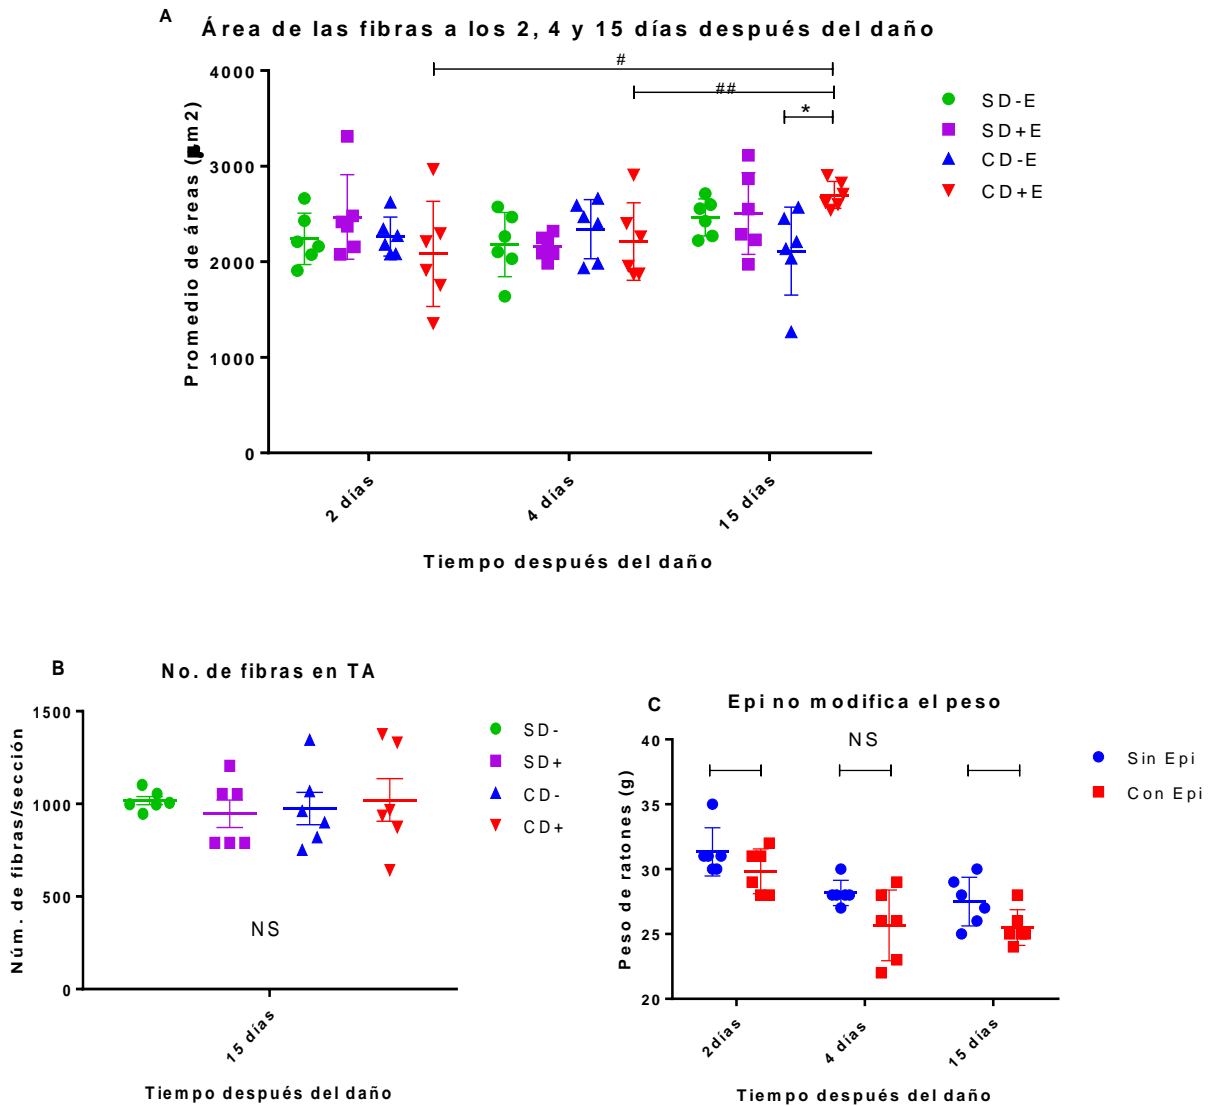 A
Área de las fibras a los 2, 4 y 15 días después del daño
#
##
*
4000
3000
2000
1000
0
Promedio de áreas (µm2)
SD-E
SD+E
CD-E
CD+E
2 días
4 días
15 días
Tiempo después del daño
B
No. de fibras en TA
1500
1000
500
0
Núm. de fibras/sección
NS
SD-
SD+
CD-
CD+
15 días
Tiempo después del daño
C
Epi no modifica el peso
NS
40
35
30
25
20
Peso de ratones (g)
Sin Epi
Con Epi
2días
4 días
15 días
Tiempo después del daño